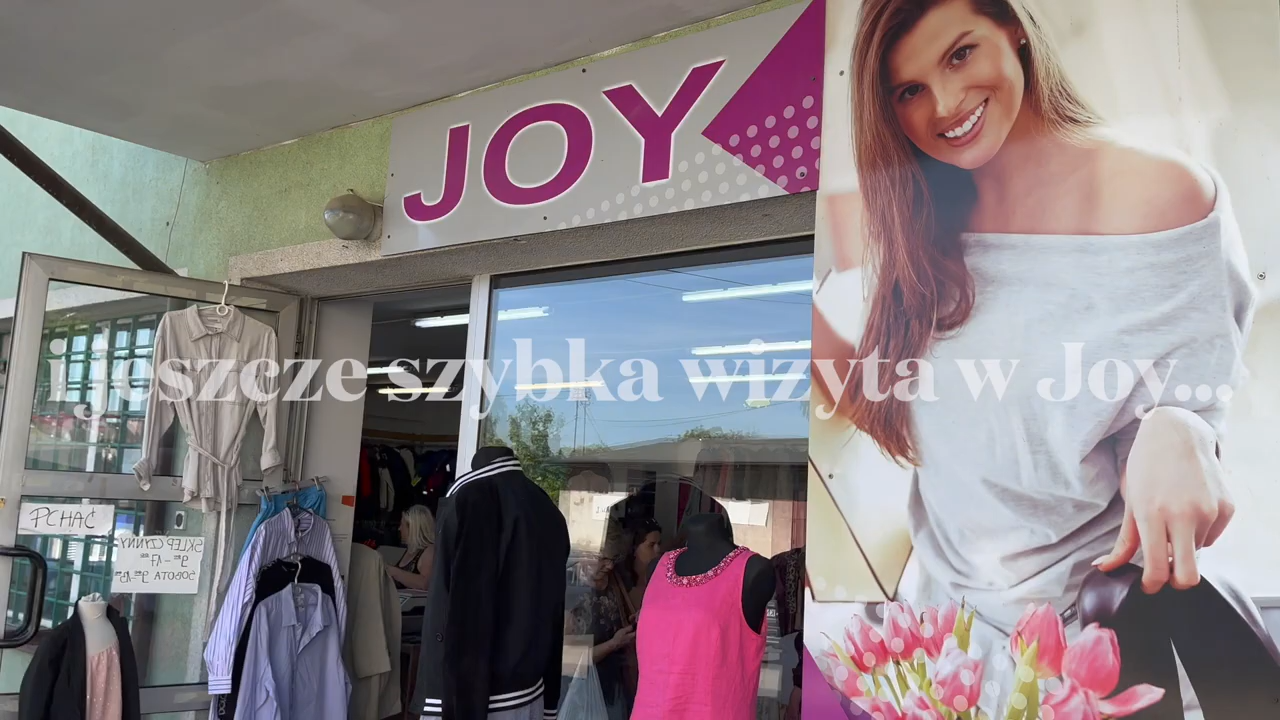 JOY
i jeszcze szybka wizyta w Joy...
PCHAĆ
SKLEP CZYNNY
SOBOTA